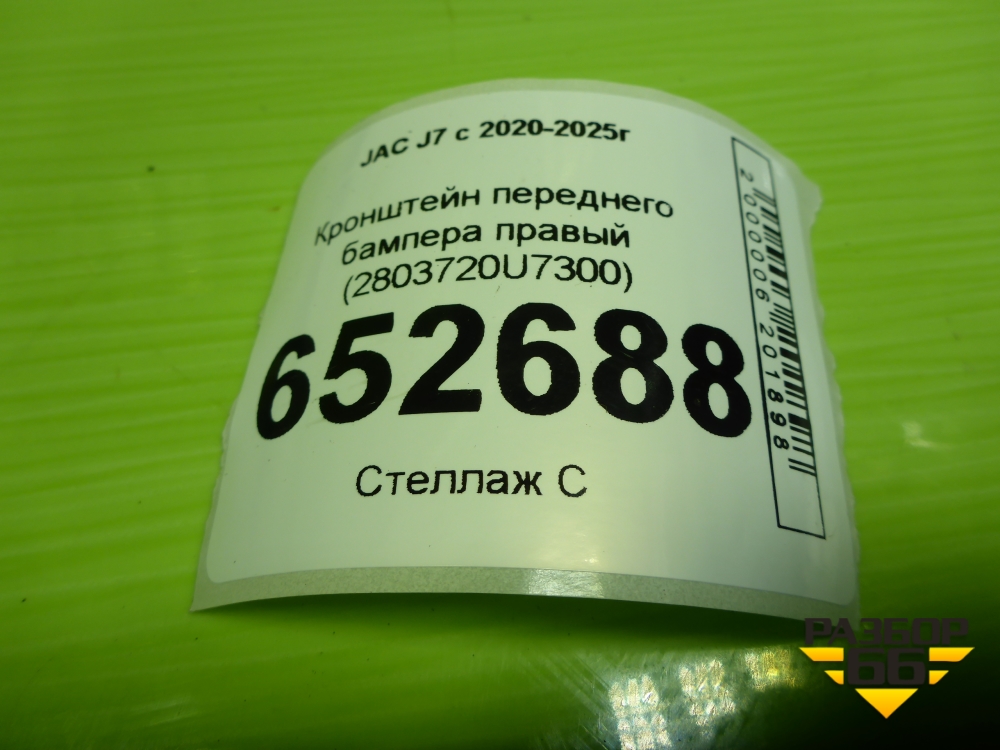 JAC J7 с 2020-2025г
Кронштейн переднего
бампера правый
(2803720U7300)
652688
Стеллаж С
2000006201898
РАЗБОР
66